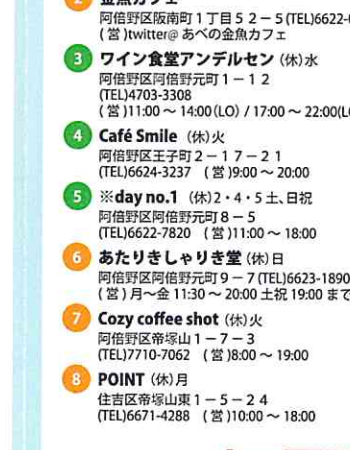 2 金魚カフェ
阿倍野区阪南町1丁目52－5(TEL)6622-
(営)twitter@ あべの金魚カフェ
3 ワイン食堂アンデルセン (休)水
阿倍野区阿倍野元町1－12
(TEL)4703-3308
(営)11:00～14:00(LO) / 17:00～22:00(L
4 Café Smile (休)火
阿倍野区王子町2－17－21
(TEL)6624-3237 (営)9:00～20:00
5 ※day no.1 (休)2・4・5土、日祝
阿倍野区阿倍野元町8－5
(TEL)6622-7820 (営)11:00～18:00
6 あたりきしゃりき堂 (休)日
阿倍野区阿倍野元町9－7(TEL)6623-1890
(営)月～金 11:30～20:00 土祝 19:00 まで
7 Cozy coffee shot (休)火
阿倍野区帝塚山1－7－3
(TEL)7710-7062 (営)8:00～19:00
8 POINT (休)月
住吉区帝塚山東1－5－24
(TEL)6671-4288 (営)10:00～18:00